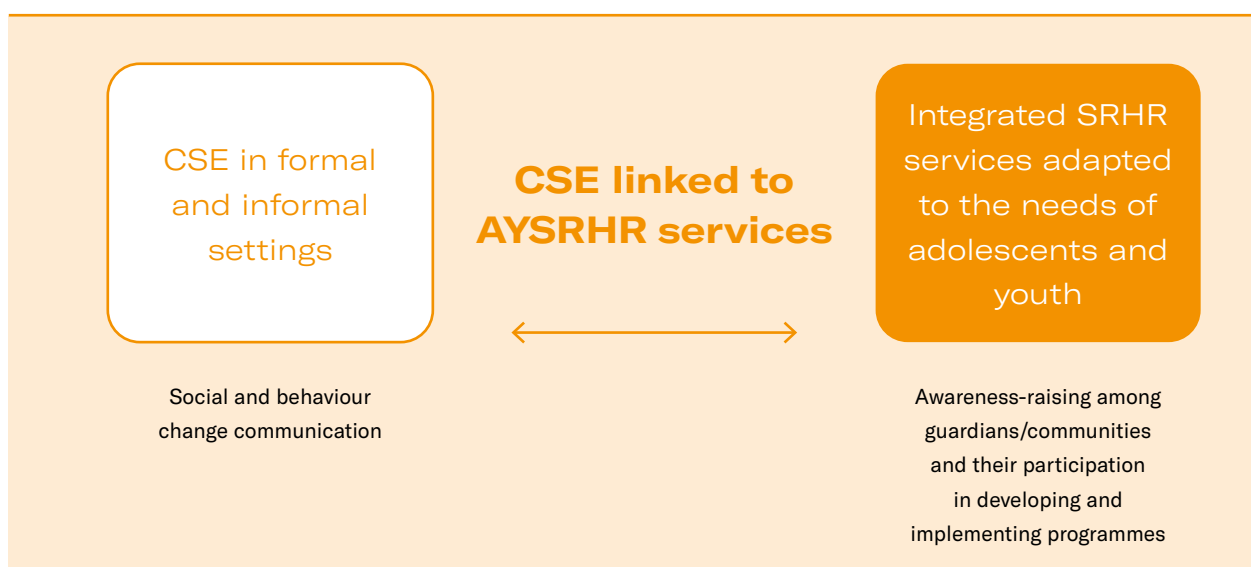 CSE in formal
and informal
settings
CSE linked to
AYSRHR services
Integrated SRHR
services adapted
to the needs of
adolescents and
youth
Social and behaviour
change communication
Awareness-raising among
guardians/communities
and their participation
in developing and
implementing programmes